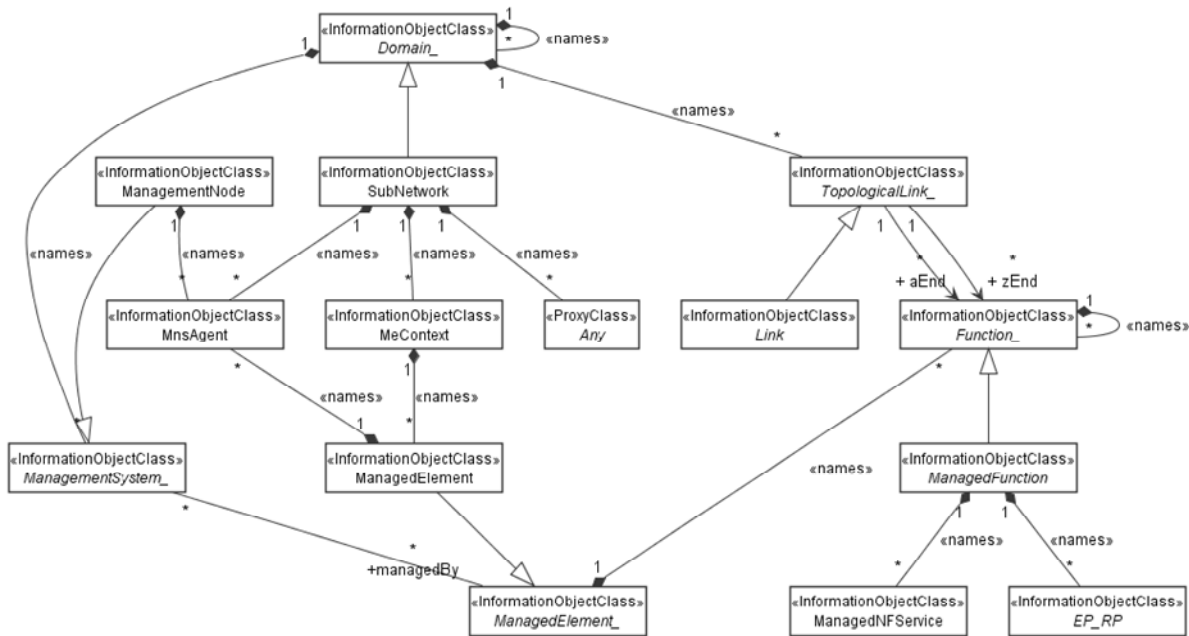 1
«InformationObjectClass»
Domain_
1
*
«names»
1
«names»
*
«InformationObjectClass»
ManagementNode
«InformationObjectClass»
SubNetwork
«InformationObjectClass»
TopologicalLink_
1
1
1
1
1
1
*
*
«names»
«names»
«names»
«names»
«names»
*
*
*
*
+ aEnd
+ zEnd
«InformationObjectClass»
MnsAgent
«InformationObjectClass»
MeContext
«ProxyClass»
Any
«InformationObjectClass»
Link
«InformationObjectClass»
Function_
1
*
«names»
*
1
*
«names»
«names»
*
1
*
«InformationObjectClass»
ManagementSystem_
«InformationObjectClass»
ManagedElement
«names»
«InformationObjectClass»
ManagedFunction
*
1
1
*
«names»
«names»
+managedBy
1
*
*
«InformationObjectClass»
ManagedElement_
«InformationObjectClass»
ManagedNFService
«InformationObjectClass»
EP_RP